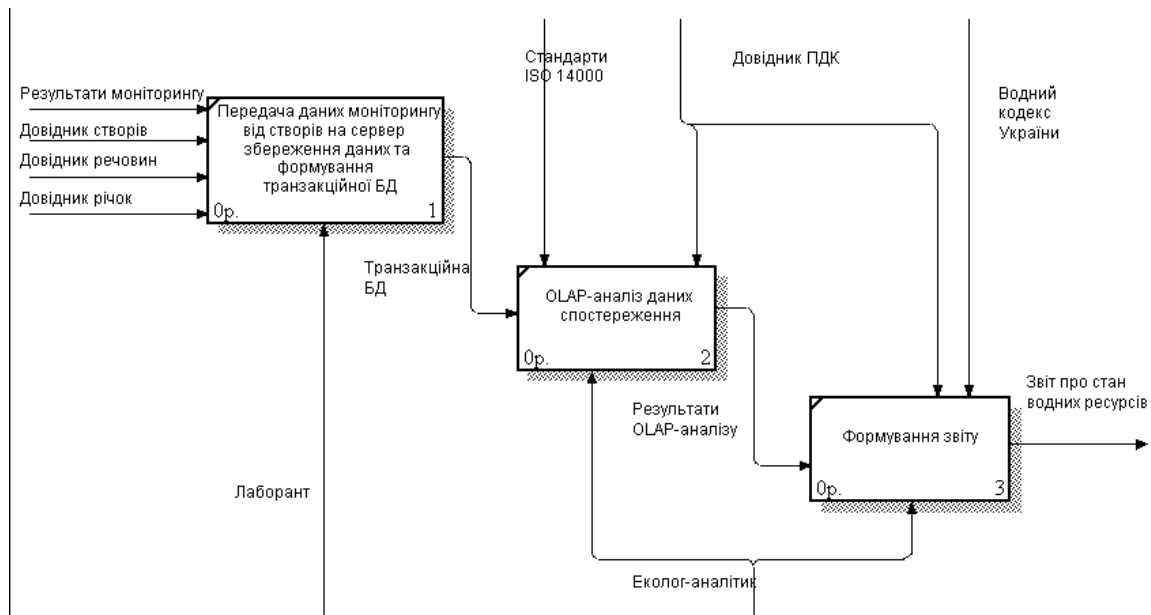 Стандарти
ISO 14000
Довідник ПДК
Водний
кодекс
України
Результати моніторингу
Довідник створів
Довідник речовин
Довідник річок
Передача даних моніторингу
від створів на сервер
збереження даних та
формування
транзакційної БД
0р.
1
Транзакційна
БД
OLAP-аналіз даних
спостереження
0р.
2
Результати
OLAP-аналізу
Формування звіту
0р.
3
Звіт про стан
водних ресурсів
Лаборант
Еколог-аналітик